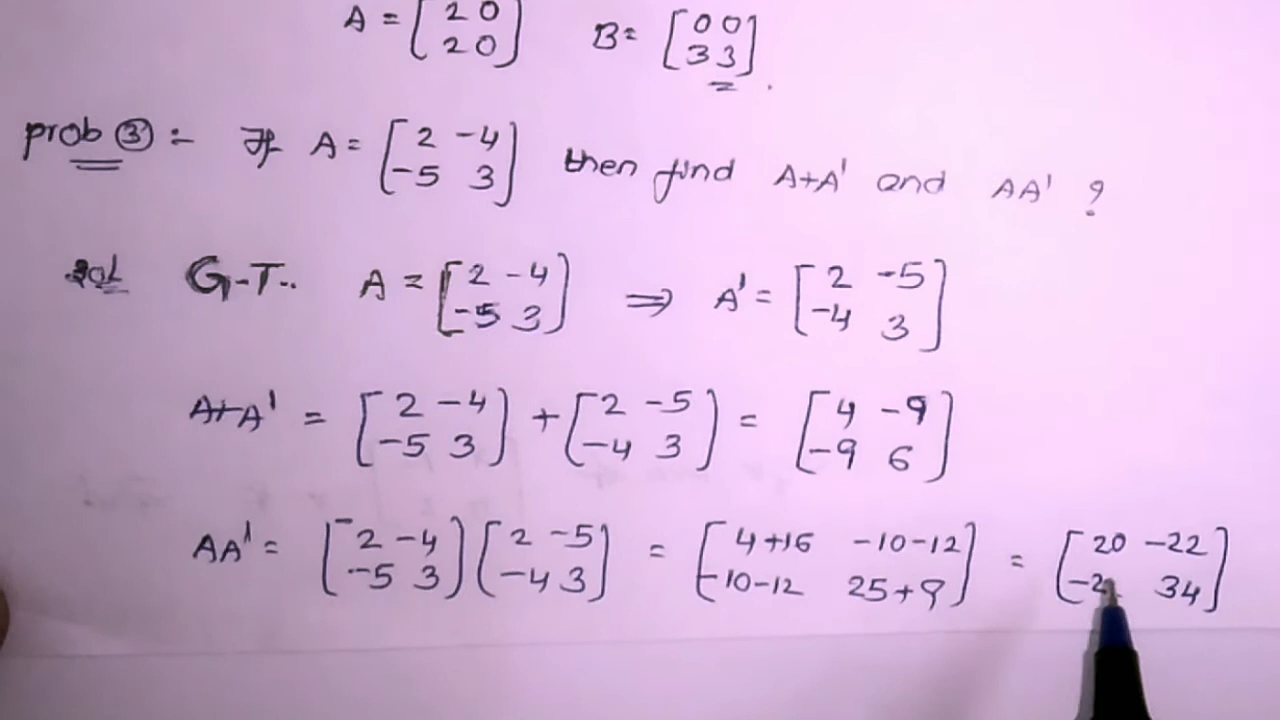 A = [2 0 B= [0 0
2 0] 3 3].
prob ③ :- If A = [2 -4 then find A+A' and AA' ?
-5 3]
sol G-T.. A = [2 -4 ⇒ A' = [2 -5
-5 3] -4 3]
A+A' = [2 -4 + [2 -5 = [4 -9
-5 3] -4 3] -9 6]
AA' = [2 -4 [2 -5 = [4+16 -10-12 = [20 -22
-5 3] -4 3] -10-12 25+9] -2 34]